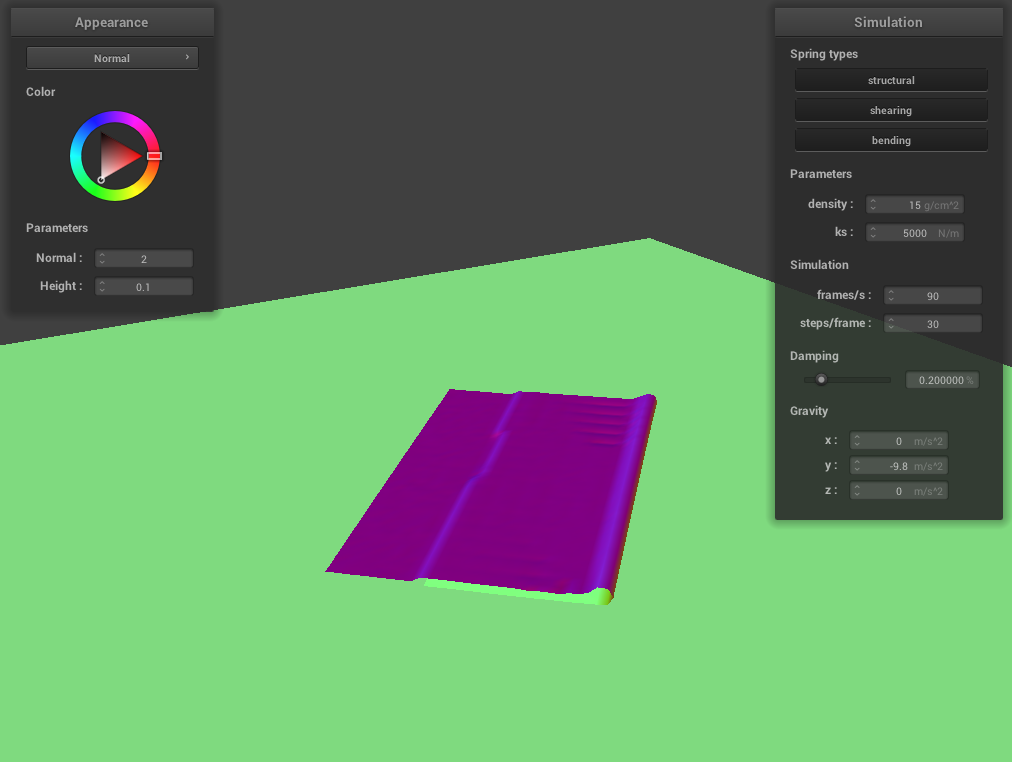 Appearance
Normal
Color
Parameters
Normal : 2
Height : 0.1
Simulation
Spring types
structural
shearing
bending
Parameters
density : 15 g/cm^2
ks : 5000 N/m
Simulation
frames/s : 90
steps/frame : 30
Damping
0.200000 %
Gravity
x : 0 m/s^2
y : -9.8 m/s^2
z : 0 m/s^2